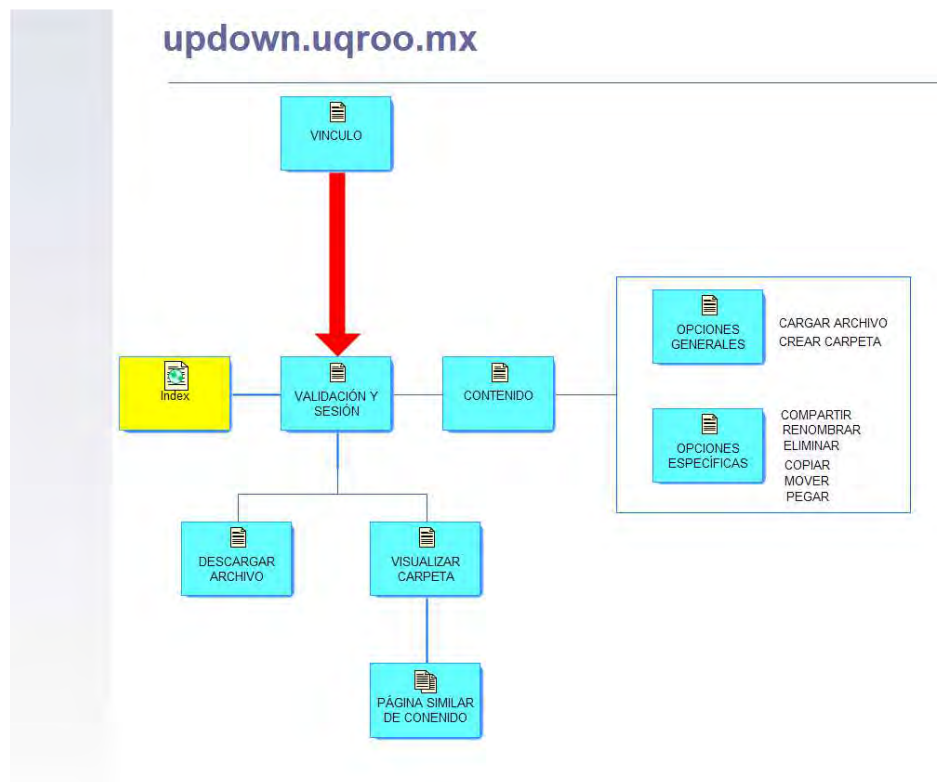 updown.uqroo.mx
VINCULO
Index
VALIDACIÓN Y
SESIÓN
CONTENIDO
OPCIONES
GENERALES
CARGAR ARCHIVO
CREAR CARPETA
OPCIONES
ESPECÍFICAS
COMPARTIR
RENOMBRAR
ELIMINAR
COPIAR
MOVER
PEGAR
DESCARGAR
ARCHIVO
VISUALIZAR
CARPETA
PÁGINA SIMILAR
DE CONENIDO